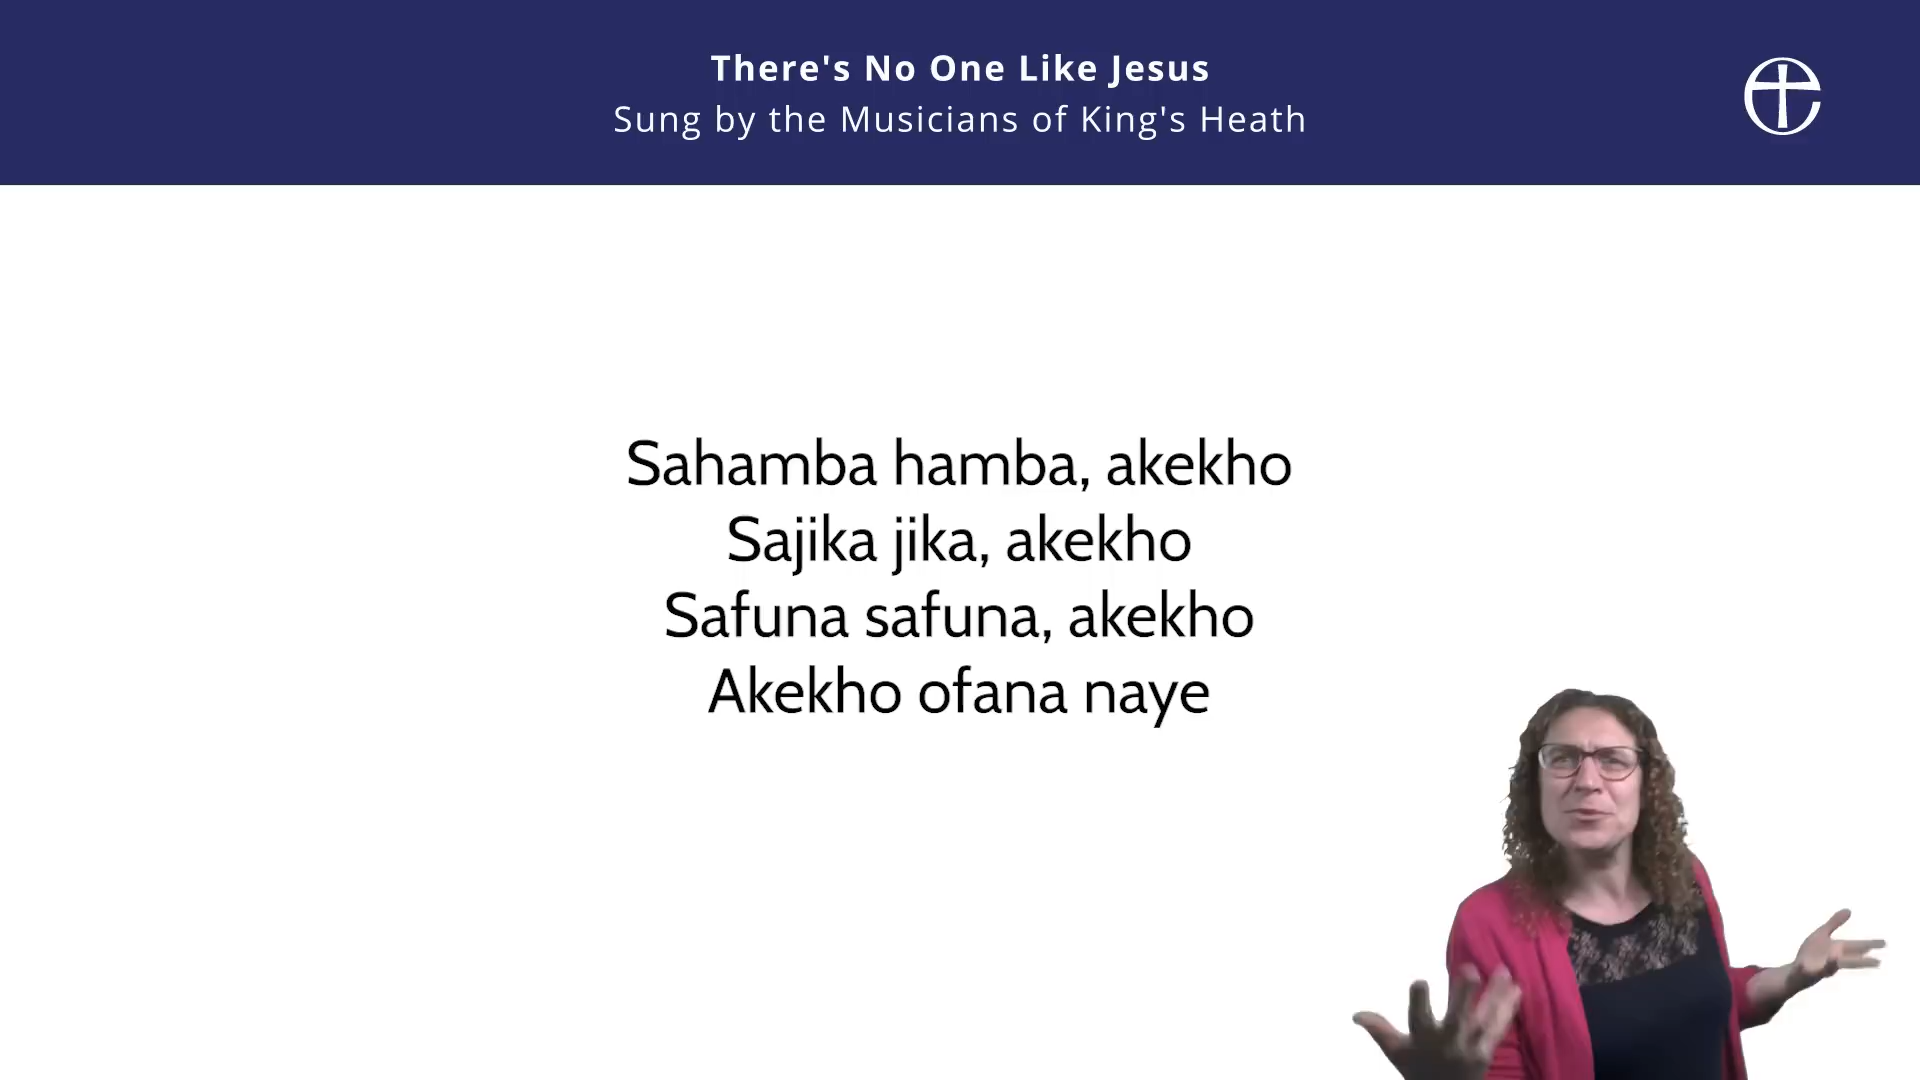 There's No One Like Jesus
Sung by the Musicians of King's Heath
Sahamba hamba, akekho
Sajika jika, akekho
Safuna safuna, akekho
Akekho ofana naye